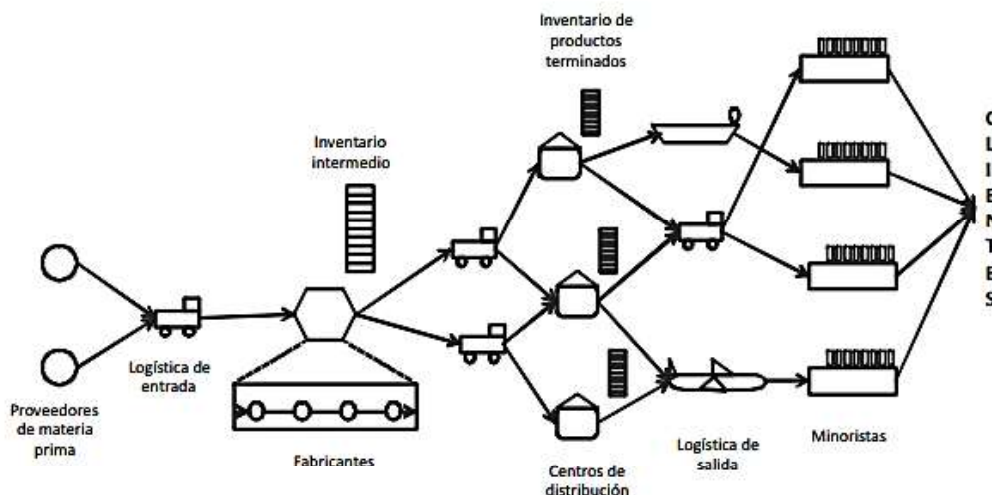 Inventario de
productos
terminados
Inventario
intermedio
Logística de
entrada
Proveedores
de materia
prima
Fabricantes
Centros de
distribución
Logística de
salida
Minoristas
C
L
I
E
N
T
E
S